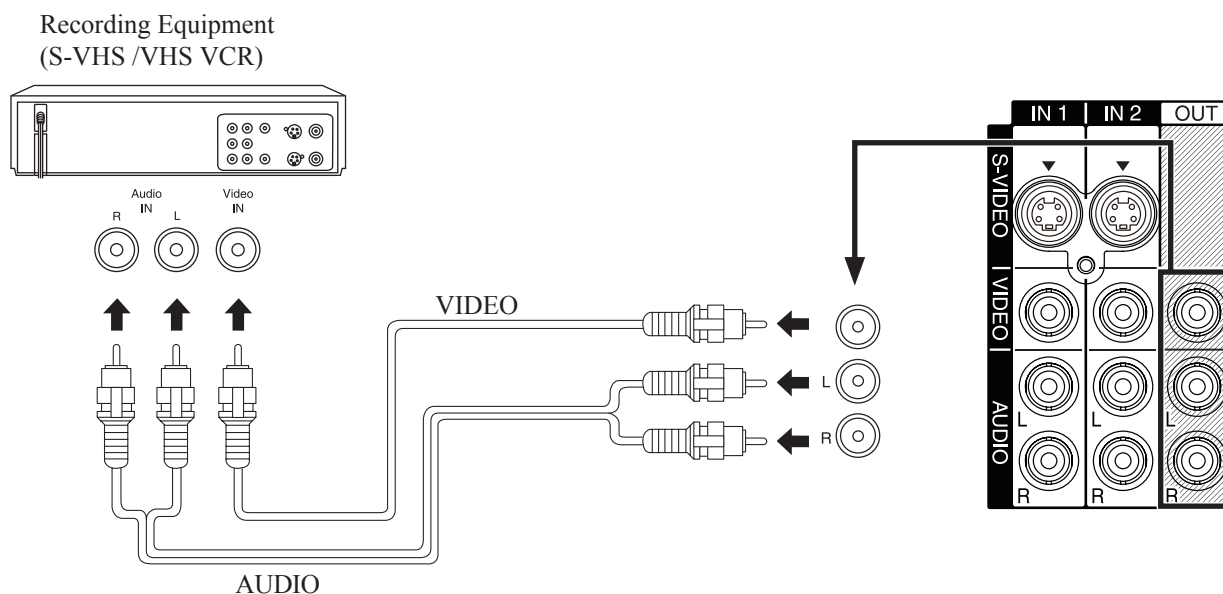 Recording Equipment
(S-VHS /VHS VCR)
Audio
IN
Video
IN
R
L
VIDEO
L
R
AUDIO
IN 1
IN 2
OUT
S-VIDEO
VIDEO
AUDIO
L
L
L
R
R
R